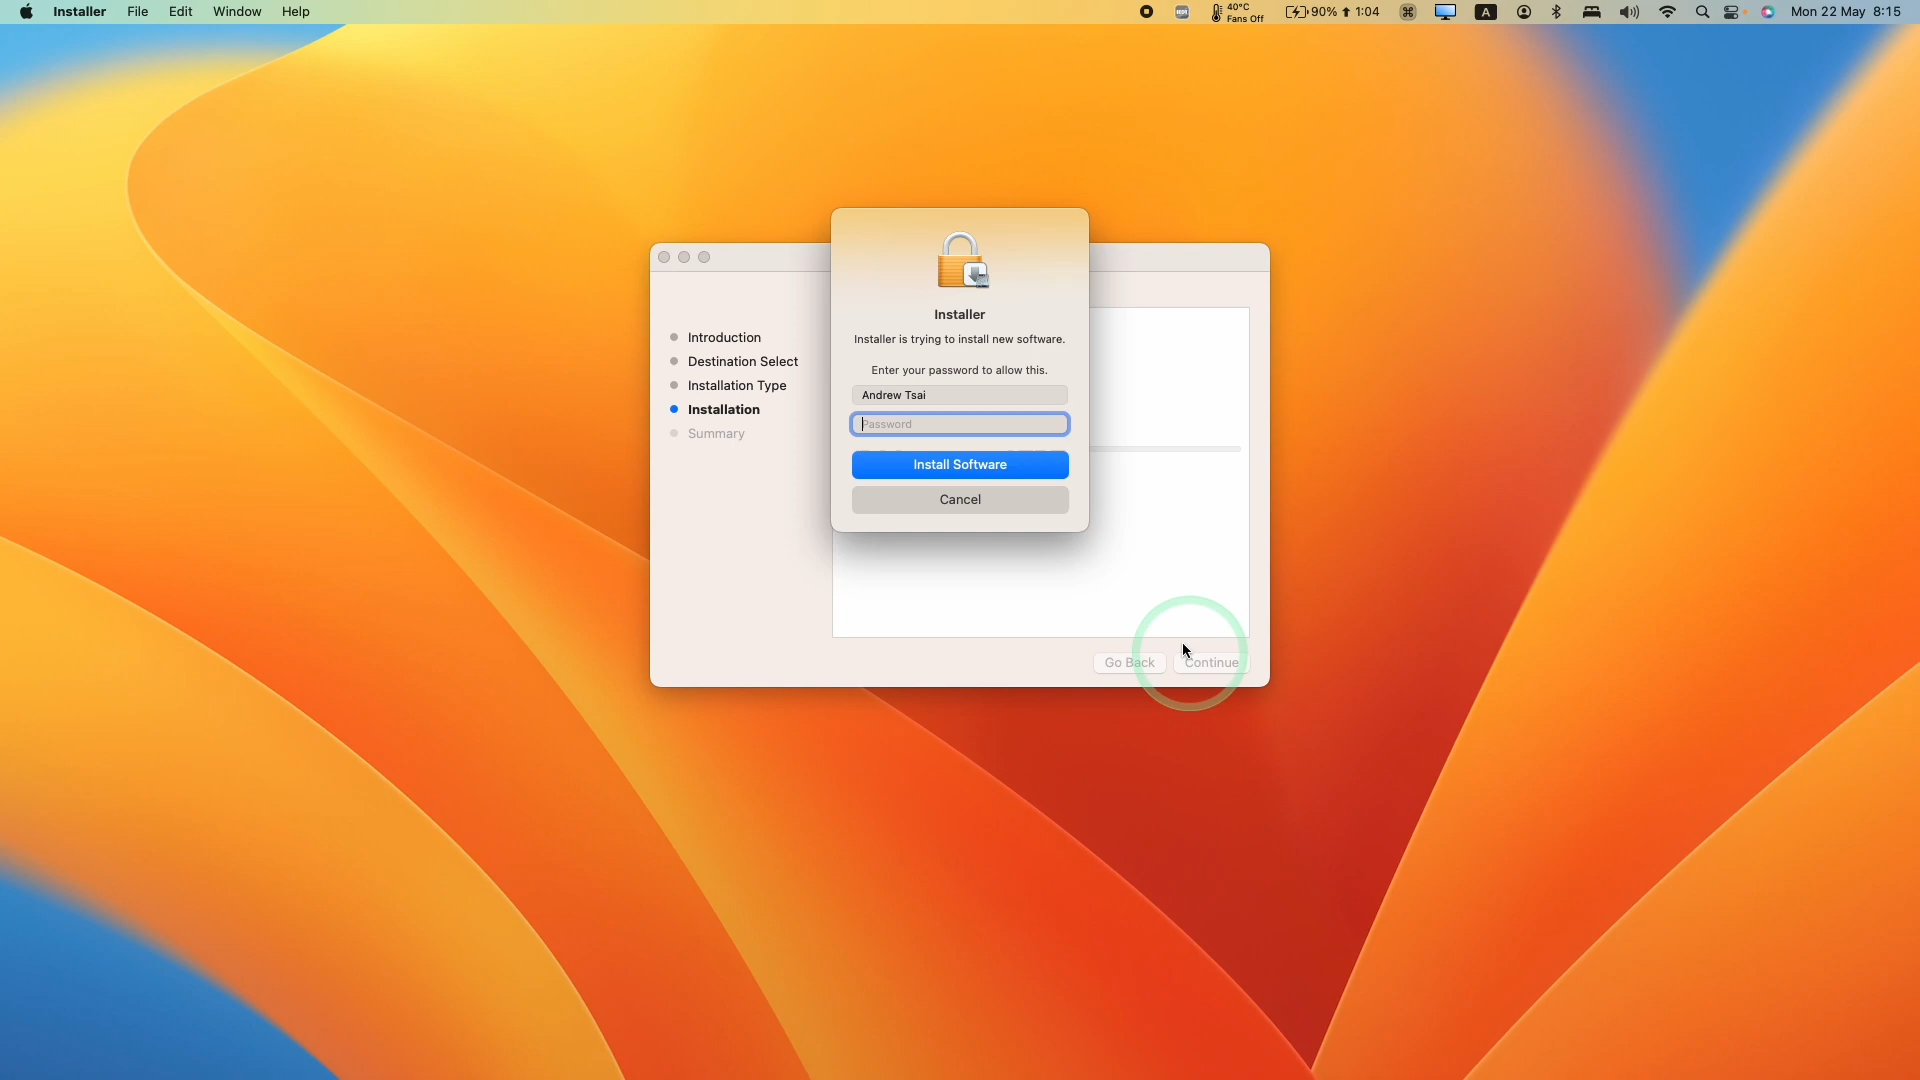 Installer File Edit Window Help
40°C
Fans Off
90% 1:04
A
Mon 22 May 8:15
Installer
Installer is trying to install new software.
Enter your password to allow this.
Andrew Tsai
Password
Install Software
Cancel
Introduction
Destination Select
Installation Type
Installation
Summary
Go Back
Continue